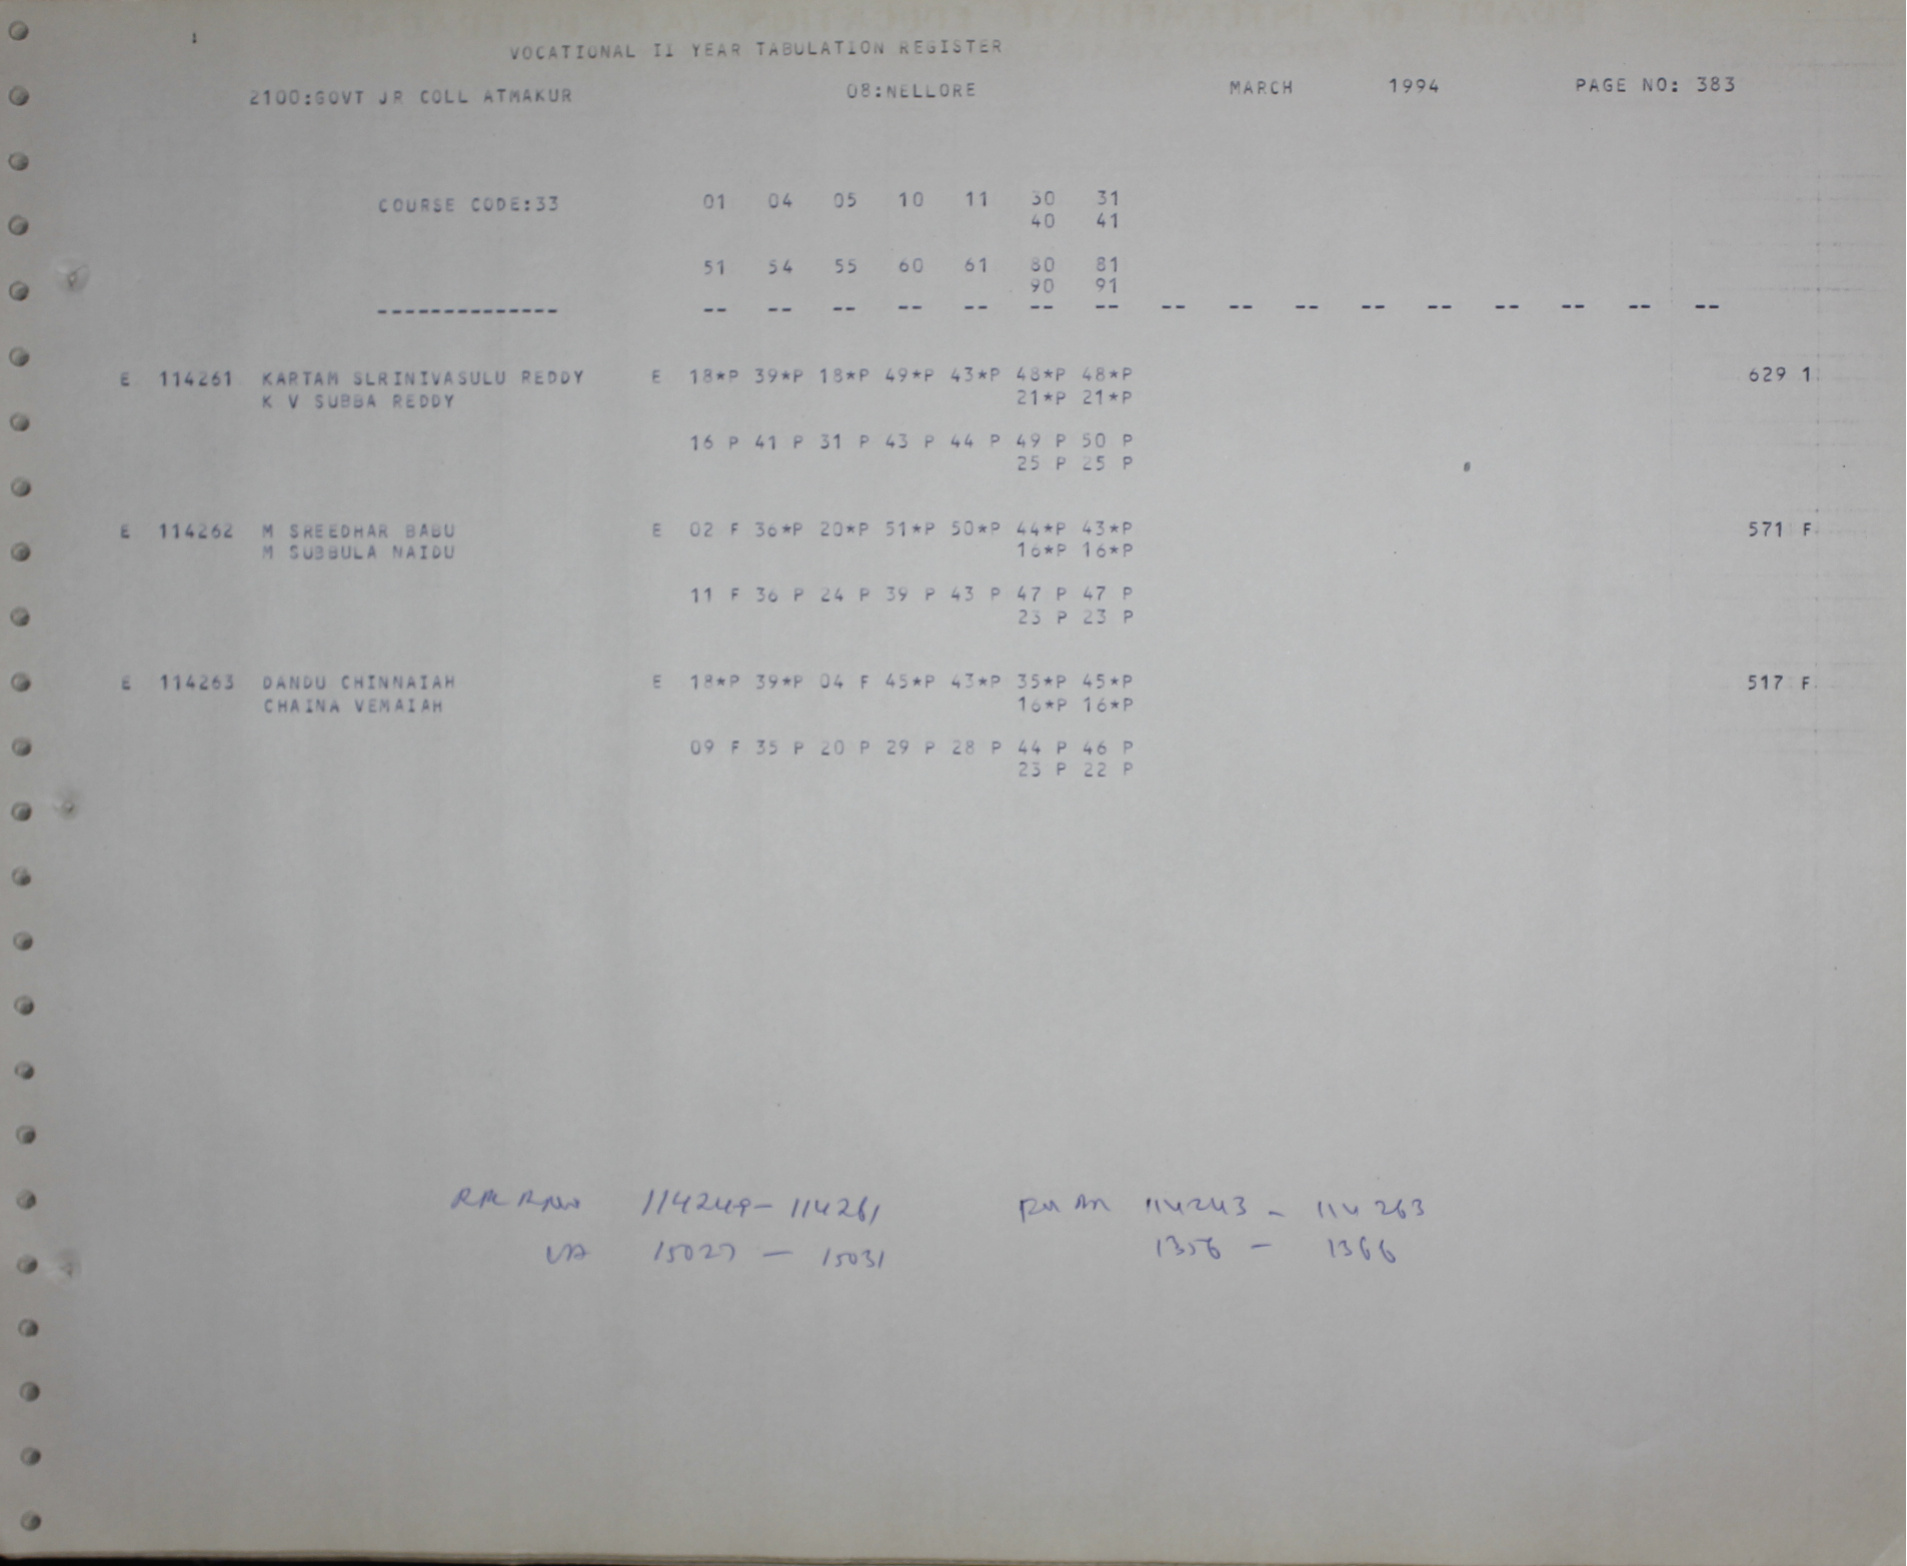 VOCATIONAL II YEAR TABULATION REGISTER
2100:GOVT JR COLL ATMAKUR 08:NELLORE MARCH 1994 PAGE NO: 383
COURSE CODE:33 01 04 05 10 11 30 31
40 41
51 54 55 60 61 80 81
90 91
-------------- -- -- -- -- -- -- -- -- -- -- -- -- -- -- -- --
E 114261 KARTAM SLRINIVASULU REDDY E 18*P 39*P 18*P 49*P 43*P 48*P 48*P 629 1
K V SUBBA REDDY 21*P 21*P
16 P 41 P 31 P 43 P 44 P 49 P 50 P
25 P 25 P
E 114262 M SREEDHAR BABU E 02 F 36*P 20*P 51*P 50*P 44*P 43*P 571 F
M SUBBULA NAIDU 16*P 16*P
11 F 36 P 24 P 39 P 43 P 47 P 47 P
23 P 23 P
E 114263 DANDU CHINNAIAH E 18*P 39*P 04 F 45*P 43*P 35*P 45*P 517 F
CHAINA VEMAIAH 16*P 16*P
09 F 35 P 20 P 29 P 28 P 44 P 46 P
23 P 22 P
114249 - 114261 114243 - 114263
15027 - 15031 1356 - 1366